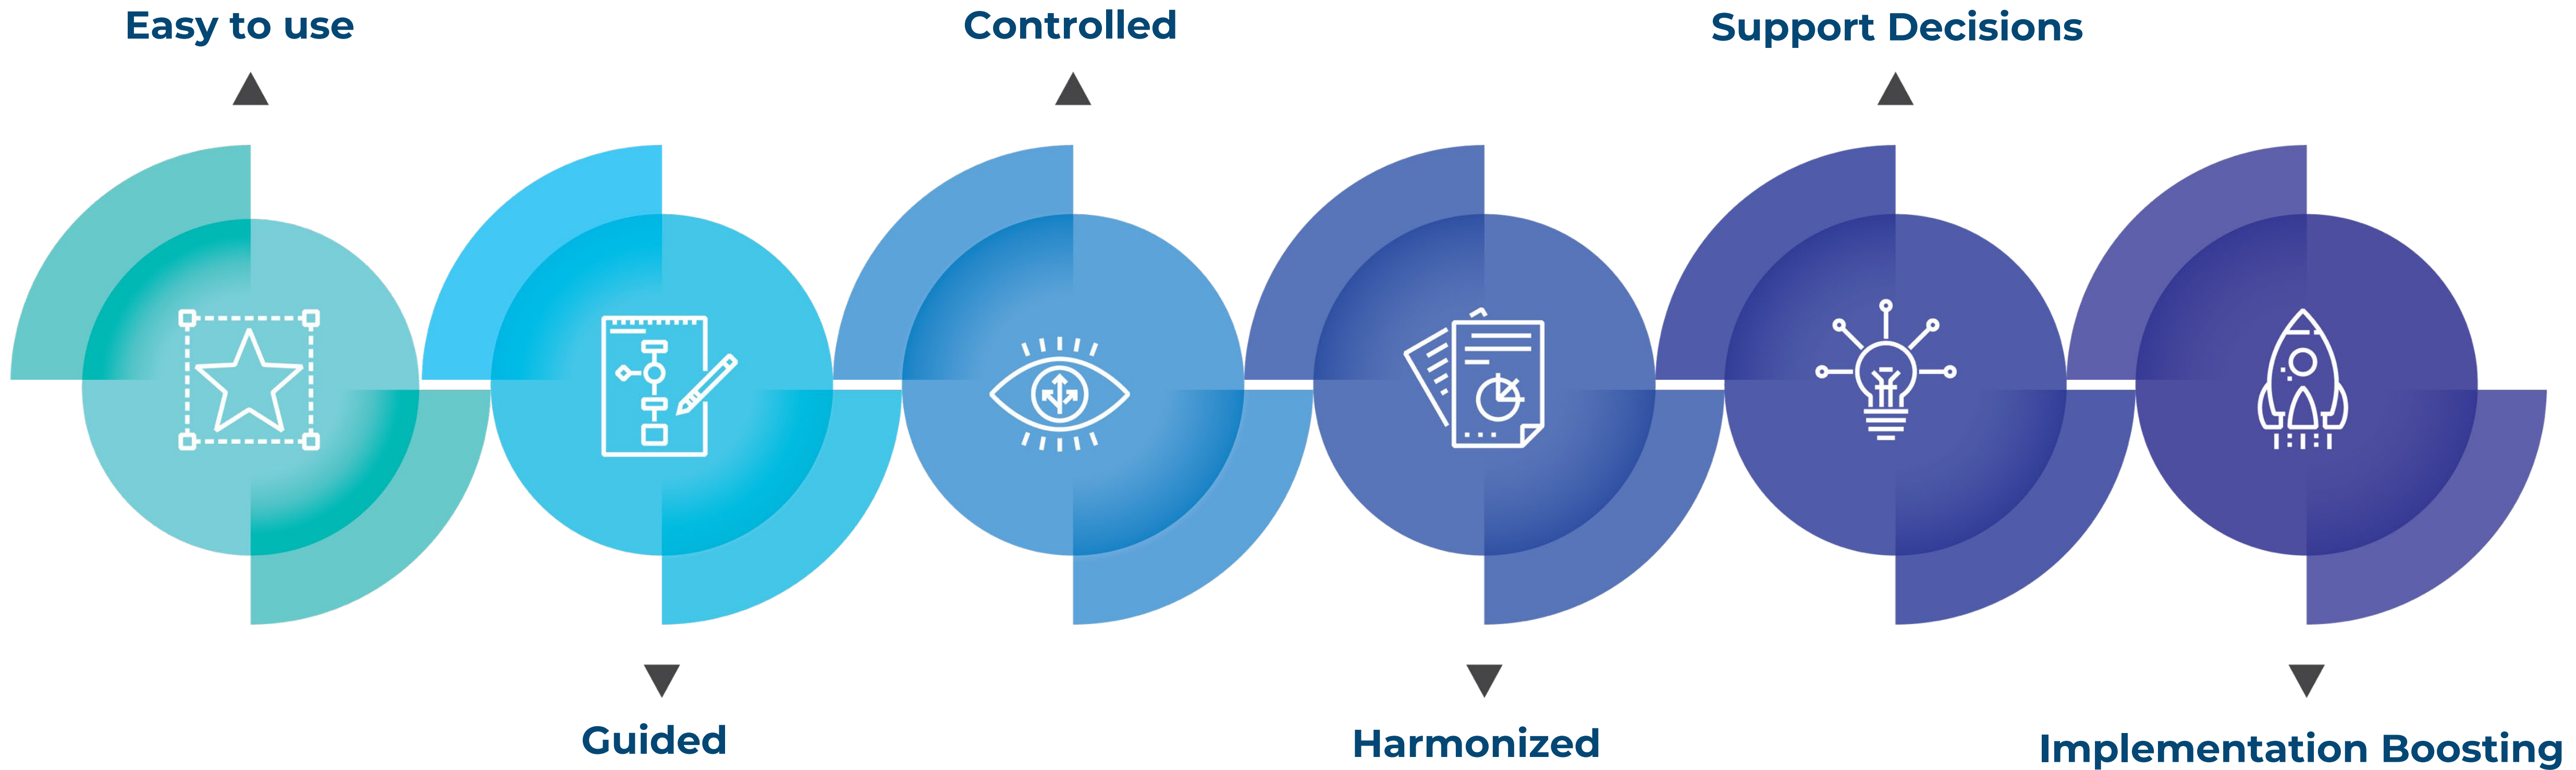 Easy to use
Controlled
Support Decisions
Guided
Harmonized
Implementation Boosting